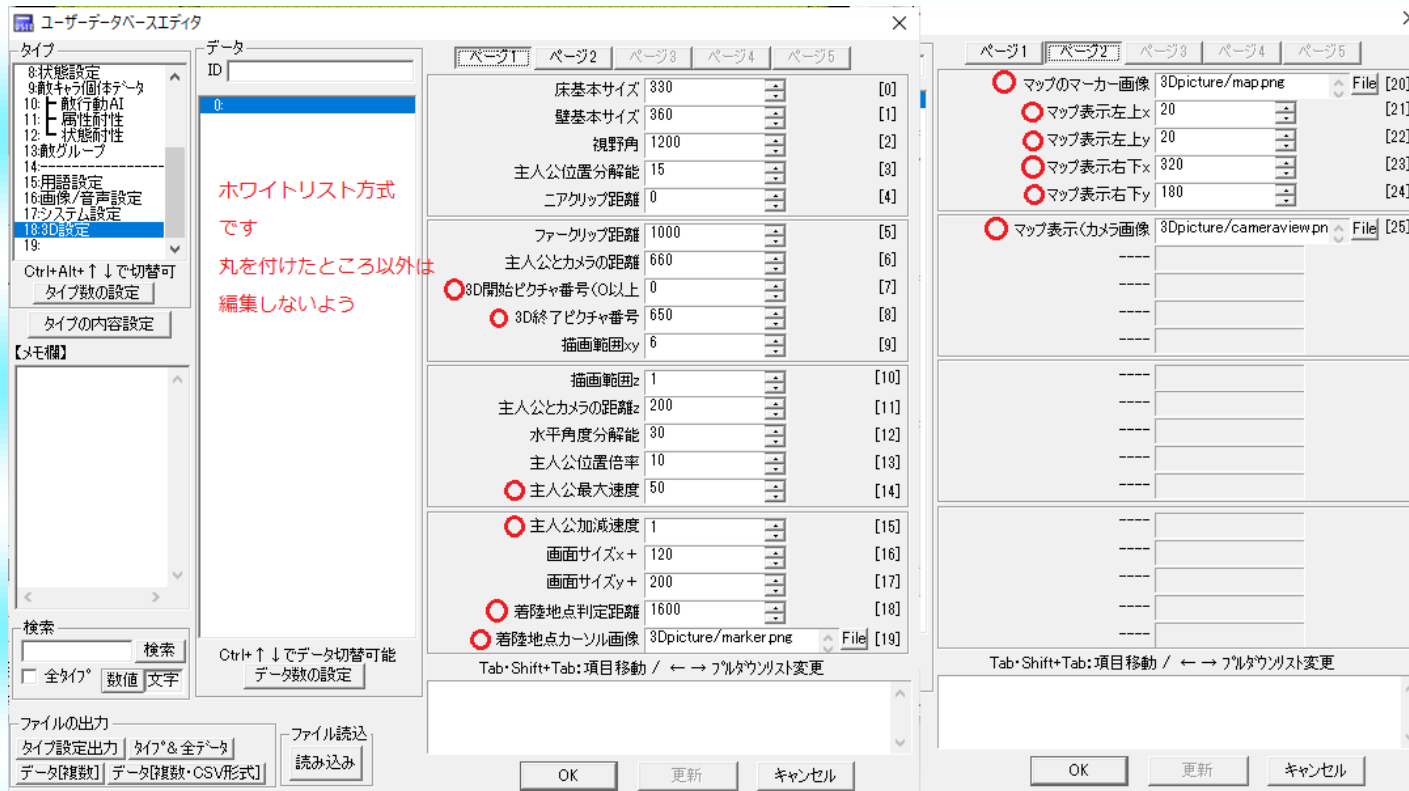 ユーザーデータベースエディタ
タイプ
8:状態設定
9:敵キャラ個体データ
10:┣ 敵行動AI
11:┣ 属性耐性
12:┗ 状態耐性
13:敵グループ
14:----------------
15:用語設定
16:画像/音声設定
17:システム設定
18:3D設定
19:
Ctrl+Alt+↑↓で切替可
タイプ数の設定
タイプの内容設定
【メモ欄】
検索
検索
全タイプ 数値 文字
ファイルの出力
タイプ設定出力 タイプ&全データ
データ[複数] データ[複数・CSV形式]
ファイル読込
読み込み
データ
ID
0:
ホワイトリスト方式
です
丸を付けたところ以外は
編集しないよう
Ctrl+↑↓でデータ切替可能
データ数の設定
ページ1 ページ2 ページ3 ページ4 ページ5
床基本サイズ 330 [0]
壁基本サイズ 360 [1]
視野角 1200 [2]
主人公位置分解能 15 [3]
ニアクリップ距離 0 [4]
ファークリップ距離 1000 [5]
主人公とカメラの距離 660 [6]
3D開始ピクチャ番号(0以上 0 [7]
3D終了ピクチャ番号 650 [8]
描画範囲xy 6 [9]
描画範囲z 1 [10]
主人公とカメラの距離z 200 [11]
水平角度分解能 30 [12]
主人公位置倍率 10 [13]
主人公最大速度 50 [14]
主人公加減速度 1 [15]
画面サイズx+ 120 [16]
画面サイズy+ 200 [17]
着陸地点判定距離 1600 [18]
着陸地点カーソル画像 3Dpicture/marker.png File [19]
Tab・Shift+Tab:項目移動 / ←→プルダウンリスト変更
OK 更新 キャンセル
ページ1 ページ2 ページ3 ページ4 ページ5
マップのマーカー画像 3Dpicture/map.png File [20]
マップ表示左上x 20 [21]
マップ表示左上y 20 [22]
マップ表示右下x 320 [23]
マップ表示右下y 180 [24]
マップ表示(カメラ画像 3Dpicture/cameraview.pn File [25]
----
----
----
----
----
----
----
----
----
----
----
----
----
----
Tab・Shift+Tab:項目移動 / ←→プルダウンリスト変更
OK 更新 キャンセル